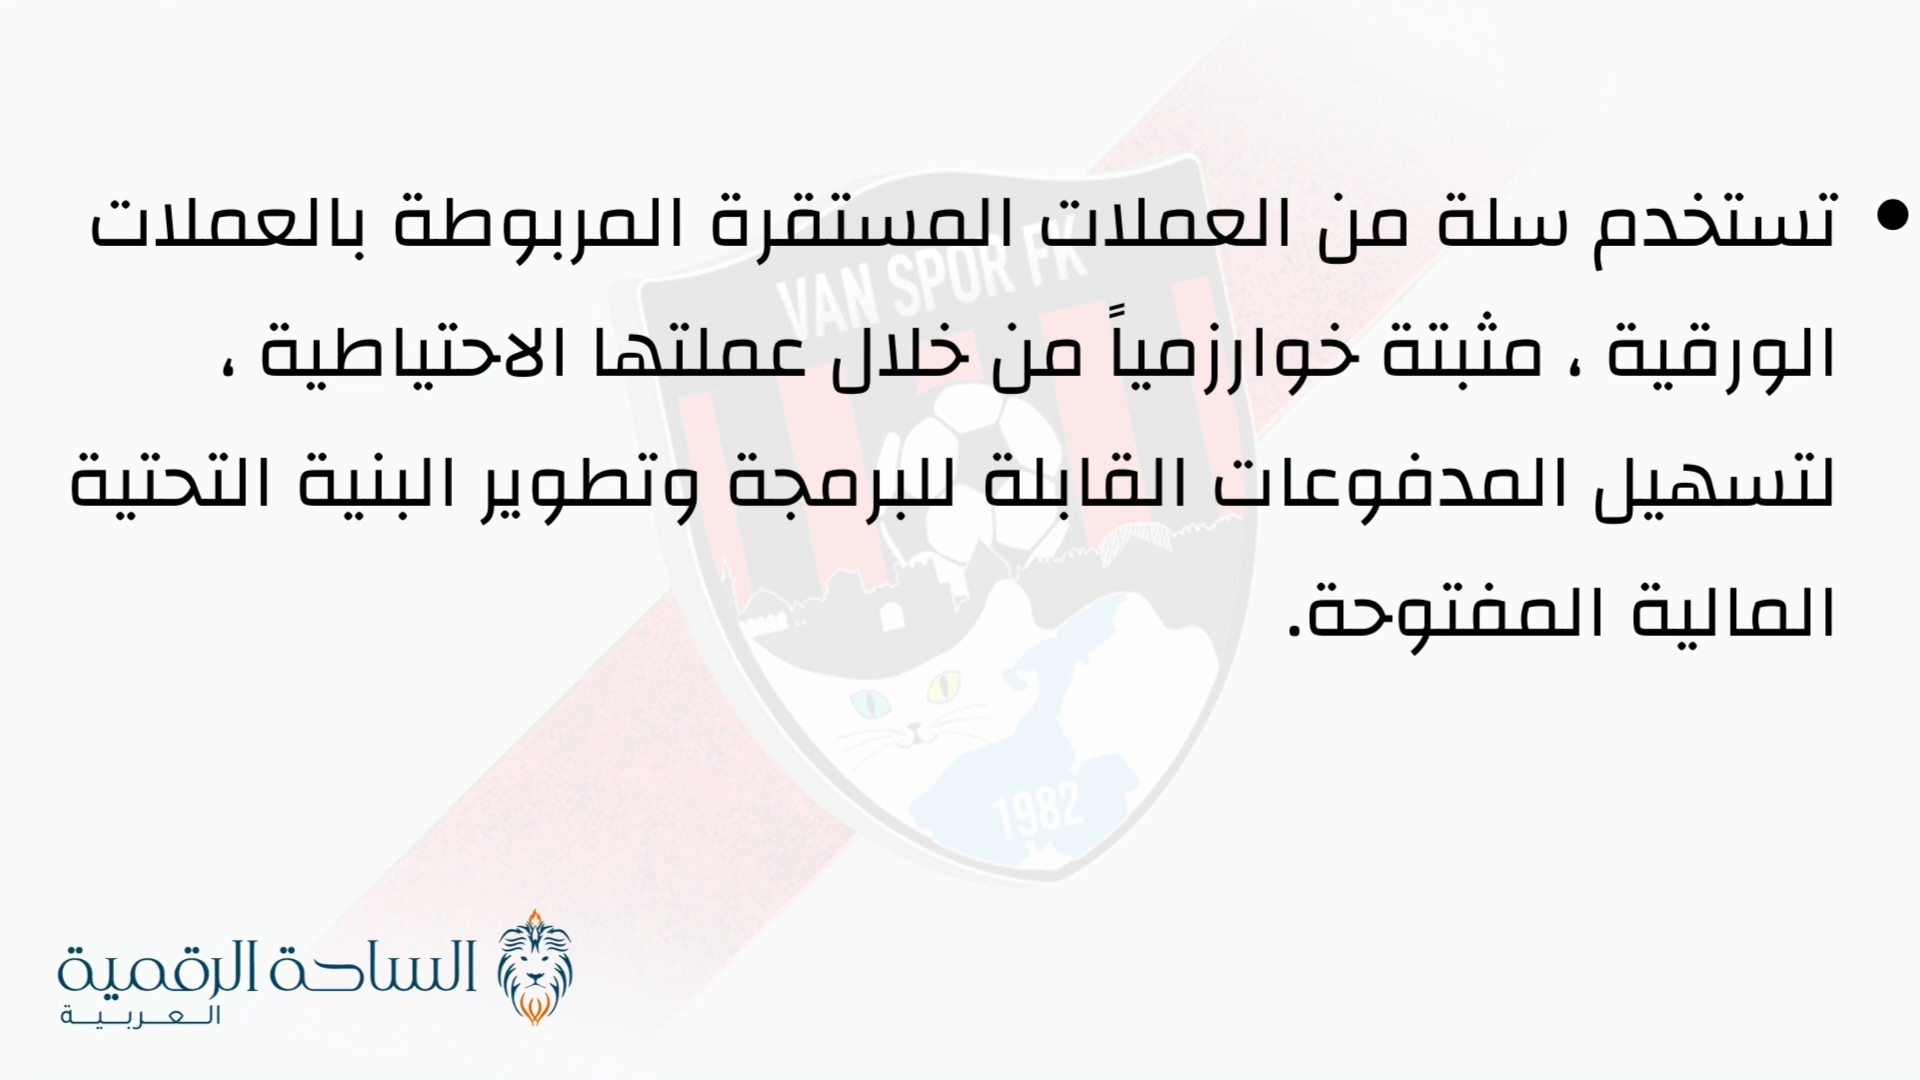 • تستخدم سلة من العملات المستقرة المربوطة بالعملات
الورقية ، مثبتة خوارزمياً من خلال عملتها الاحتياطية ،
لتسهيل المدفوعات القابلة للبرمجة وتطوير البنية التحتية
المالية المفتوحة.
VAN SPOR FK
1982
الساحة الرقمية
العربية